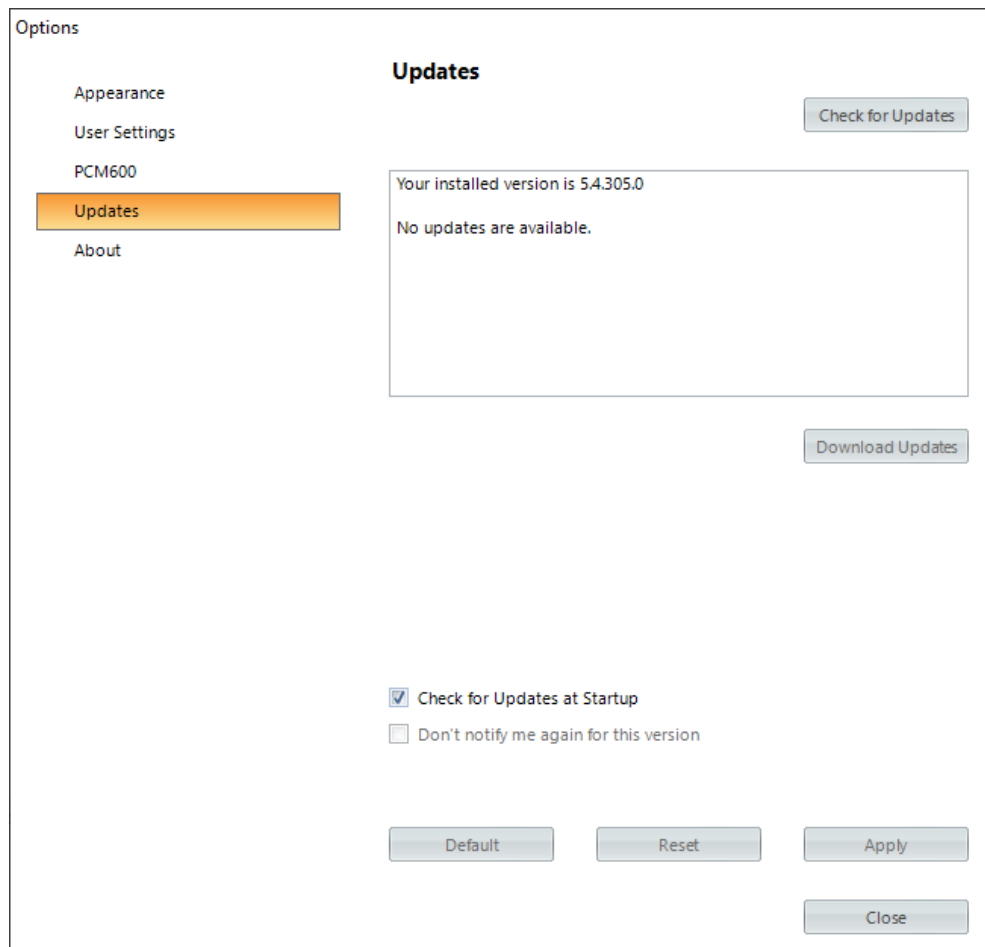 Options
Appearance
User Settings
PCM600
Updates
About
Updates
Check for Updates
Your installed version is 5.4.305.0
No updates are available.
Download Updates
Check for Updates at Startup
Don't notify me again for this version
Default
Reset
Apply
Close